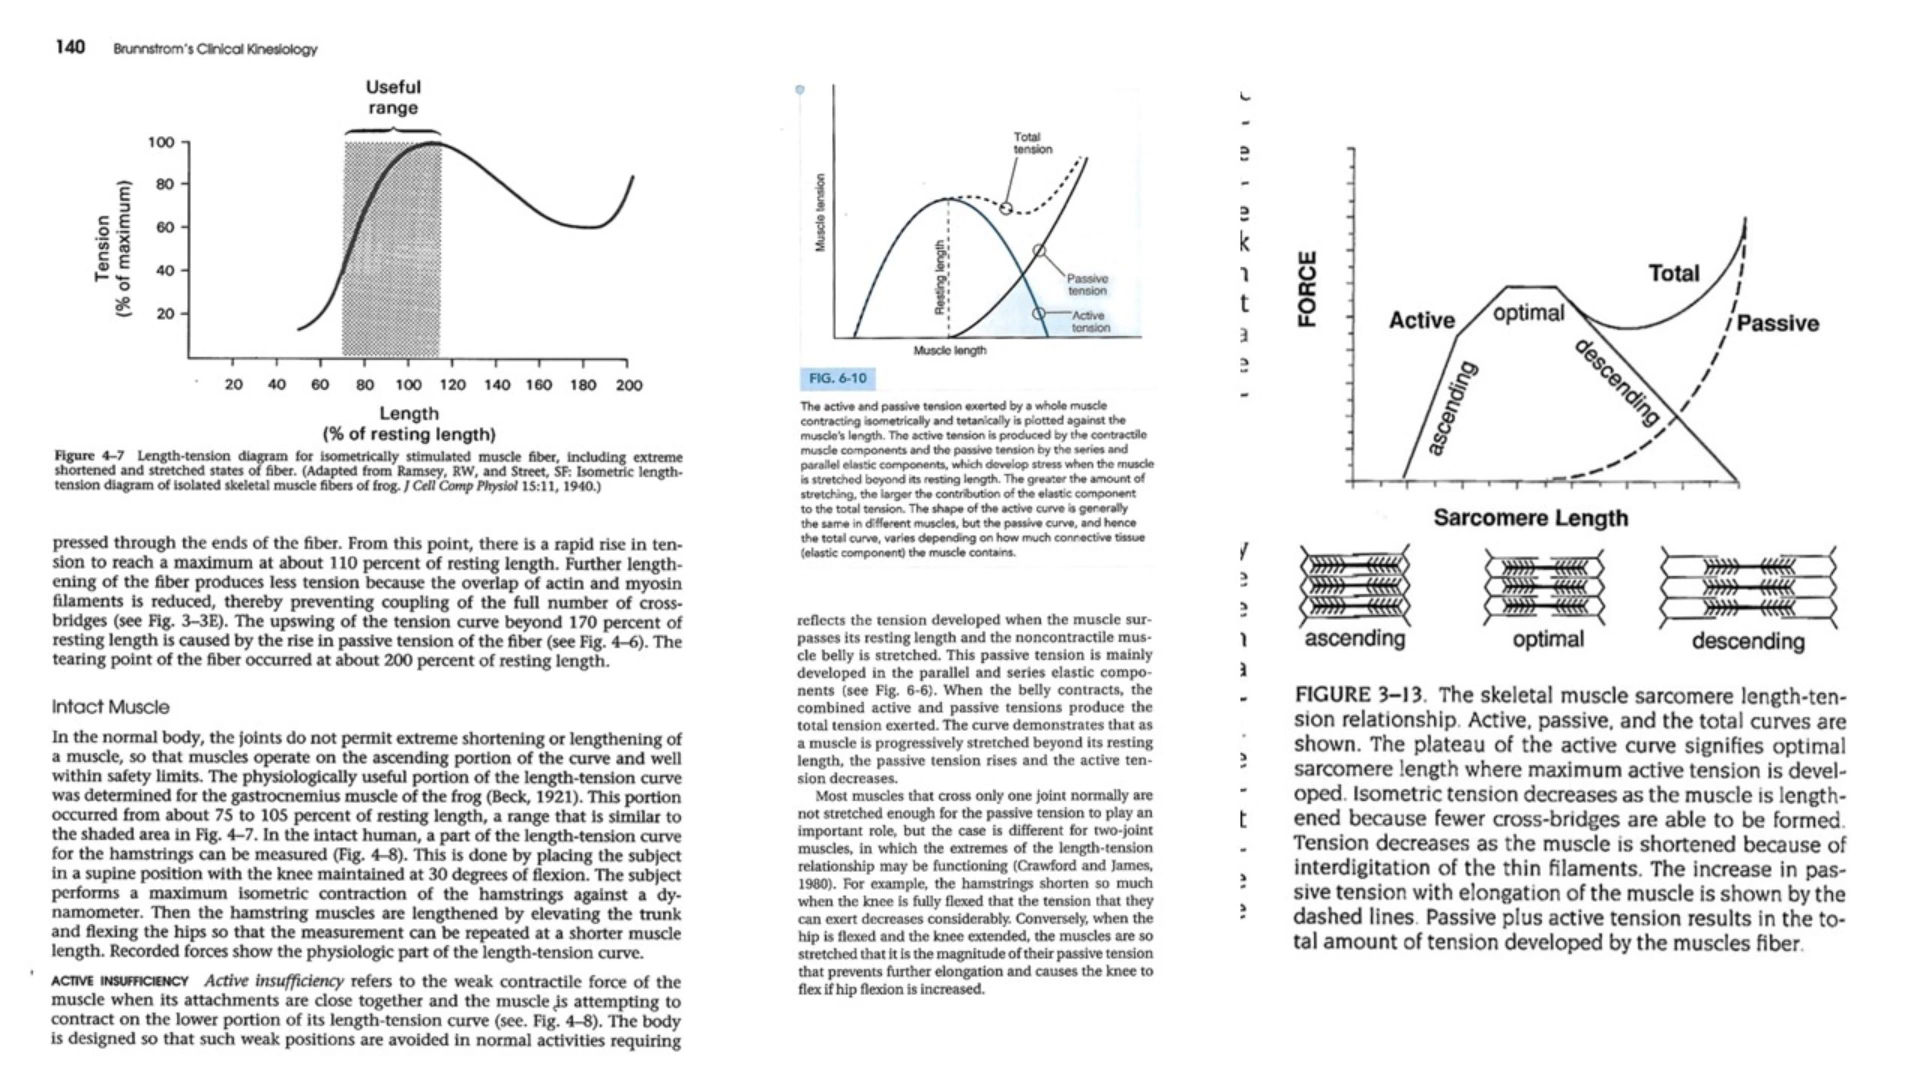 140 Brunnstrom's Clinical Kinesiology
Useful
range
Tension
(% of maximum)
100
80
60
40
20
20 40 60 80 100 120 140 160 180 200
Length
(% of resting length)
Figure 4–7 Length-tension diagram for isometrically stimulated muscle fiber, including extreme
shortened and stretched states of fiber. (Adapted from Ramsey, RW, and Street, SF: Isometric length-
tension diagram of isolated skeletal muscle fibers of frog. J Cell Comp Physiol 15:11, 1940.)
pressed through the ends of the fiber. From this point, there is a rapid rise in ten-
sion to reach a maximum at about 110 percent of resting length. Further length-
ening of the fiber produces less tension because the overlap of actin and myosin
filaments is reduced, thereby preventing coupling of the full number of cross-
bridges (see Fig. 3–3E). The upswing of the tension curve beyond 170 percent of
resting length is caused by the rise in passive tension of the fiber (see Fig. 4–6). The
tearing point of the fiber occurred at about 200 percent of resting length.
Intact Muscle
In the normal body, the joints do not permit extreme shortening or lengthening of
a muscle, so that muscles operate on the ascending portion of the curve and well
within safety limits. The physiologically useful portion of the length-tension curve
was determined for the gastrocnemius muscle of the frog (Beck, 1921). This portion
occurred from about 75 to 105 percent of resting length, a range that is similar to
the shaded area in Fig. 4–7. In the intact human, a part of the length-tension curve
for the hamstrings can be measured (Fig. 4–8). This is done by placing the subject
in a supine position with the knee maintained at 30 degrees of flexion. The subject
performs a maximum isometric contraction of the hamstrings against a dy-
namometer. Then the hamstring muscles are lengthened by elevating the trunk
and flexing the hips so that the measurement can be repeated at a shorter muscle
length. Recorded forces show the physiologic part of the length-tension curve.
ACTIVE INSUFFICIENCY Active insufficiency refers to the weak contractile force of the
muscle when its attachments are close together and the muscle is attempting to
contract on the lower portion of its length-tension curve (see. Fig. 4–8). The body
is designed so that such weak positions are avoided in normal activities requiring
Muscle tension
Total
tension
Resting length
Passive
tension
Active
tension
Muscle length
FIG. 6-10
The active and passive tension exerted by a whole muscle
contracting isometrically and tetanically is plotted against the
muscle's length. The active tension is produced by the contractile
muscle components and the passive tension by the series and
parallel elastic components, which develop stress when the muscle
is stretched beyond its resting length. The greater the amount of
stretching, the larger the contribution of the elastic component
to the total tension. The shape of the active curve is generally
the same in different muscles, but the passive curve, and hence
the total curve, varies depending on how much connective tissue
(elastic component) the muscle contains.
reflects the tension developed when the muscle sur-
passes its resting length and the noncontractile mus-
cle belly is stretched. This passive tension is mainly
developed in the parallel and series elastic compo-
nents (see Fig. 6-6). When the belly contracts, the
combined active and passive tensions produce the
total tension exerted. The curve demonstrates that as
a muscle is progressively stretched beyond its resting
length, the passive tension rises and the active ten-
sion decreases.
Most muscles that cross only one joint normally are
not stretched enough for the passive tension to play an
important role, but the case is different for two-joint
muscles, in which the extremes of the length-tension
relationship may be functioning (Crawford and James,
1980). For example, the hamstrings shorten so much
when the knee is fully flexed that the tension that they
can exert decreases considerably. Conversely, when the
hip is flexed and the knee extended, the muscles are so
stretched that it is the magnitude of their passive tension
that prevents further elongation and causes the knee to
flex if hip flexion is increased.
FORCE
Active
optimal
Total
Passive
ascending
descending
Sarcomere Length
ascending optimal descending
FIGURE 3–13. The skeletal muscle sarcomere length-ten-
sion relationship. Active, passive, and the total curves are
shown. The plateau of the active curve signifies optimal
sarcomere length where maximum active tension is devel-
oped. Isometric tension decreases as the muscle is length-
ened because fewer cross-bridges are able to be formed.
Tension decreases as the muscle is shortened because of
interdigitation of the thin filaments. The increase in pas-
sive tension with elongation of the muscle is shown by the
dashed lines. Passive plus active tension results in the to-
tal amount of tension developed by the muscles fiber.